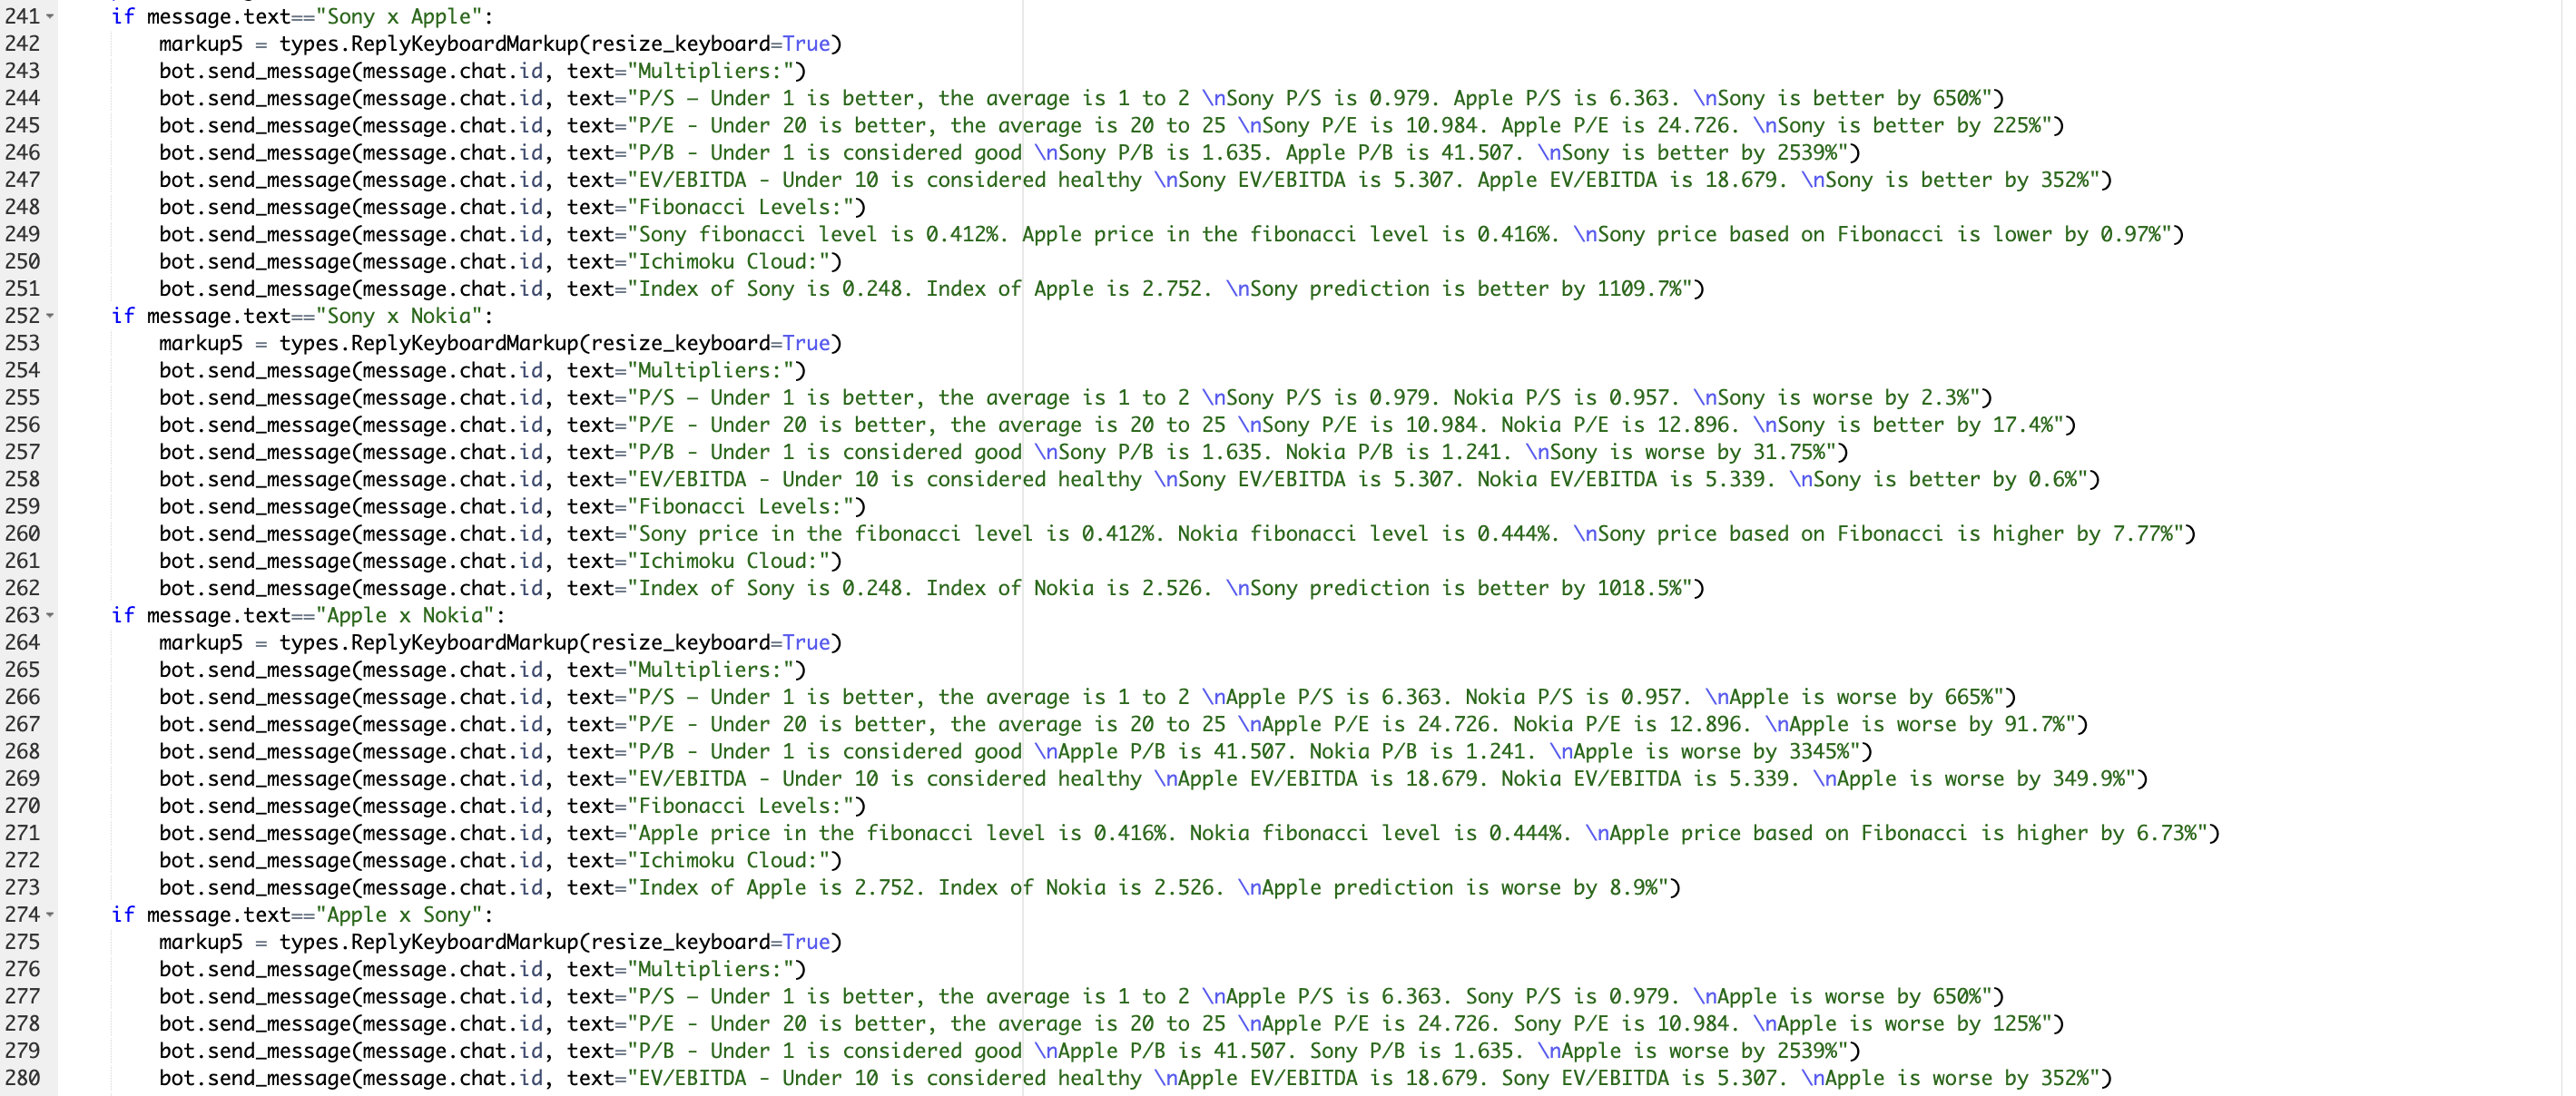 241 if message.text=="Sony x Apple":
242 markup5 = types.ReplyKeyboardMarkup(resize_keyboard=True)
243 bot.send_message(message.chat.id, text="Multipliers:")
244 bot.send_message(message.chat.id, text="P/S – Under 1 is better, the average is 1 to 2 \nSony P/S is 0.979. Apple P/S is 6.363. \nSony is better by 650%")
245 bot.send_message(message.chat.id, text="P/E - Under 20 is better, the average is 20 to 25 \nSony P/E is 10.984. Apple P/E is 24.726. \nSony is better by 225%")
246 bot.send_message(message.chat.id, text="P/B - Under 1 is considered good \nSony P/B is 1.635. Apple P/B is 41.507. \nSony is better by 2539%")
247 bot.send_message(message.chat.id, text="EV/EBITDA - Under 10 is considered healthy \nSony EV/EBITDA is 5.307. Apple EV/EBITDA is 18.679. \nSony is better by 352%")
248 bot.send_message(message.chat.id, text="Fibonacci Levels:")
249 bot.send_message(message.chat.id, text="Sony fibonacci level is 0.412%. Apple price in the fibonacci level is 0.416%. \nSony price based on Fibonacci is lower by 0.97%")
250 bot.send_message(message.chat.id, text="Ichimoku Cloud:")
251 bot.send_message(message.chat.id, text="Index of Sony is 0.248. Index of Apple is 2.752. \nSony prediction is better by 1109.7%")
252 if message.text=="Sony x Nokia":
253 markup5 = types.ReplyKeyboardMarkup(resize_keyboard=True)
254 bot.send_message(message.chat.id, text="Multipliers:")
255 bot.send_message(message.chat.id, text="P/S – Under 1 is better, the average is 1 to 2 \nSony P/S is 0.979. Nokia P/S is 0.957. \nSony is worse by 2.3%")
256 bot.send_message(message.chat.id, text="P/E - Under 20 is better, the average is 20 to 25 \nSony P/E is 10.984. Nokia P/E is 12.896. \nSony is better by 17.4%")
257 bot.send_message(message.chat.id, text="P/B - Under 1 is considered good \nSony P/B is 1.635. Nokia P/B is 1.241. \nSony is worse by 31.75%")
258 bot.send_message(message.chat.id, text="EV/EBITDA - Under 10 is considered healthy \nSony EV/EBITDA is 5.307. Nokia EV/EBITDA is 5.339. \nSony is better by 0.6%")
259 bot.send_message(message.chat.id, text="Fibonacci Levels:")
260 bot.send_message(message.chat.id, text="Sony price in the fibonacci level is 0.412%. Nokia fibonacci level is 0.444%. \nSony price based on Fibonacci is higher by 7.77%")
261 bot.send_message(message.chat.id, text="Ichimoku Cloud:")
262 bot.send_message(message.chat.id, text="Index of Sony is 0.248. Index of Nokia is 2.526. \nSony prediction is better by 1018.5%")
263 if message.text=="Apple x Nokia":
264 markup5 = types.ReplyKeyboardMarkup(resize_keyboard=True)
265 bot.send_message(message.chat.id, text="Multipliers:")
266 bot.send_message(message.chat.id, text="P/S – Under 1 is better, the average is 1 to 2 \nApple P/S is 6.363. Nokia P/S is 0.957. \nApple is worse by 665%")
267 bot.send_message(message.chat.id, text="P/E - Under 20 is better, the average is 20 to 25 \nApple P/E is 24.726. Nokia P/E is 12.896. \nApple is worse by 91.7%")
268 bot.send_message(message.chat.id, text="P/B - Under 1 is considered good \nApple P/B is 41.507. Nokia P/B is 1.241. \nApple is worse by 3345%")
269 bot.send_message(message.chat.id, text="EV/EBITDA - Under 10 is considered healthy \nApple EV/EBITDA is 18.679. Nokia EV/EBITDA is 5.339. \nApple is worse by 349.9%")
270 bot.send_message(message.chat.id, text="Fibonacci Levels:")
271 bot.send_message(message.chat.id, text="Apple price in the fibonacci level is 0.416%. Nokia fibonacci level is 0.444%. \nApple price based on Fibonacci is higher by 6.73%")
272 bot.send_message(message.chat.id, text="Ichimoku Cloud:")
273 bot.send_message(message.chat.id, text="Index of Apple is 2.752. Index of Nokia is 2.526. \nApple prediction is worse by 8.9%")
274 if message.text=="Apple x Sony":
275 markup5 = types.ReplyKeyboardMarkup(resize_keyboard=True)
276 bot.send_message(message.chat.id, text="Multipliers:")
277 bot.send_message(message.chat.id, text="P/S – Under 1 is better, the average is 1 to 2 \nApple P/S is 6.363. Sony P/S is 0.979. \nApple is worse by 650%")
278 bot.send_message(message.chat.id, text="P/E - Under 20 is better, the average is 20 to 25 \nApple P/E is 24.726. Sony P/E is 10.984. \nApple is worse by 125%")
279 bot.send_message(message.chat.id, text="P/B - Under 1 is considered good \nApple P/B is 41.507. Sony P/B is 1.635. \nApple is worse by 2539%")
280 bot.send_message(message.chat.id, text="EV/EBITDA - Under 10 is considered healthy \nApple EV/EBITDA is 18.679. Sony EV/EBITDA is 5.307. \nApple is worse by 352%")